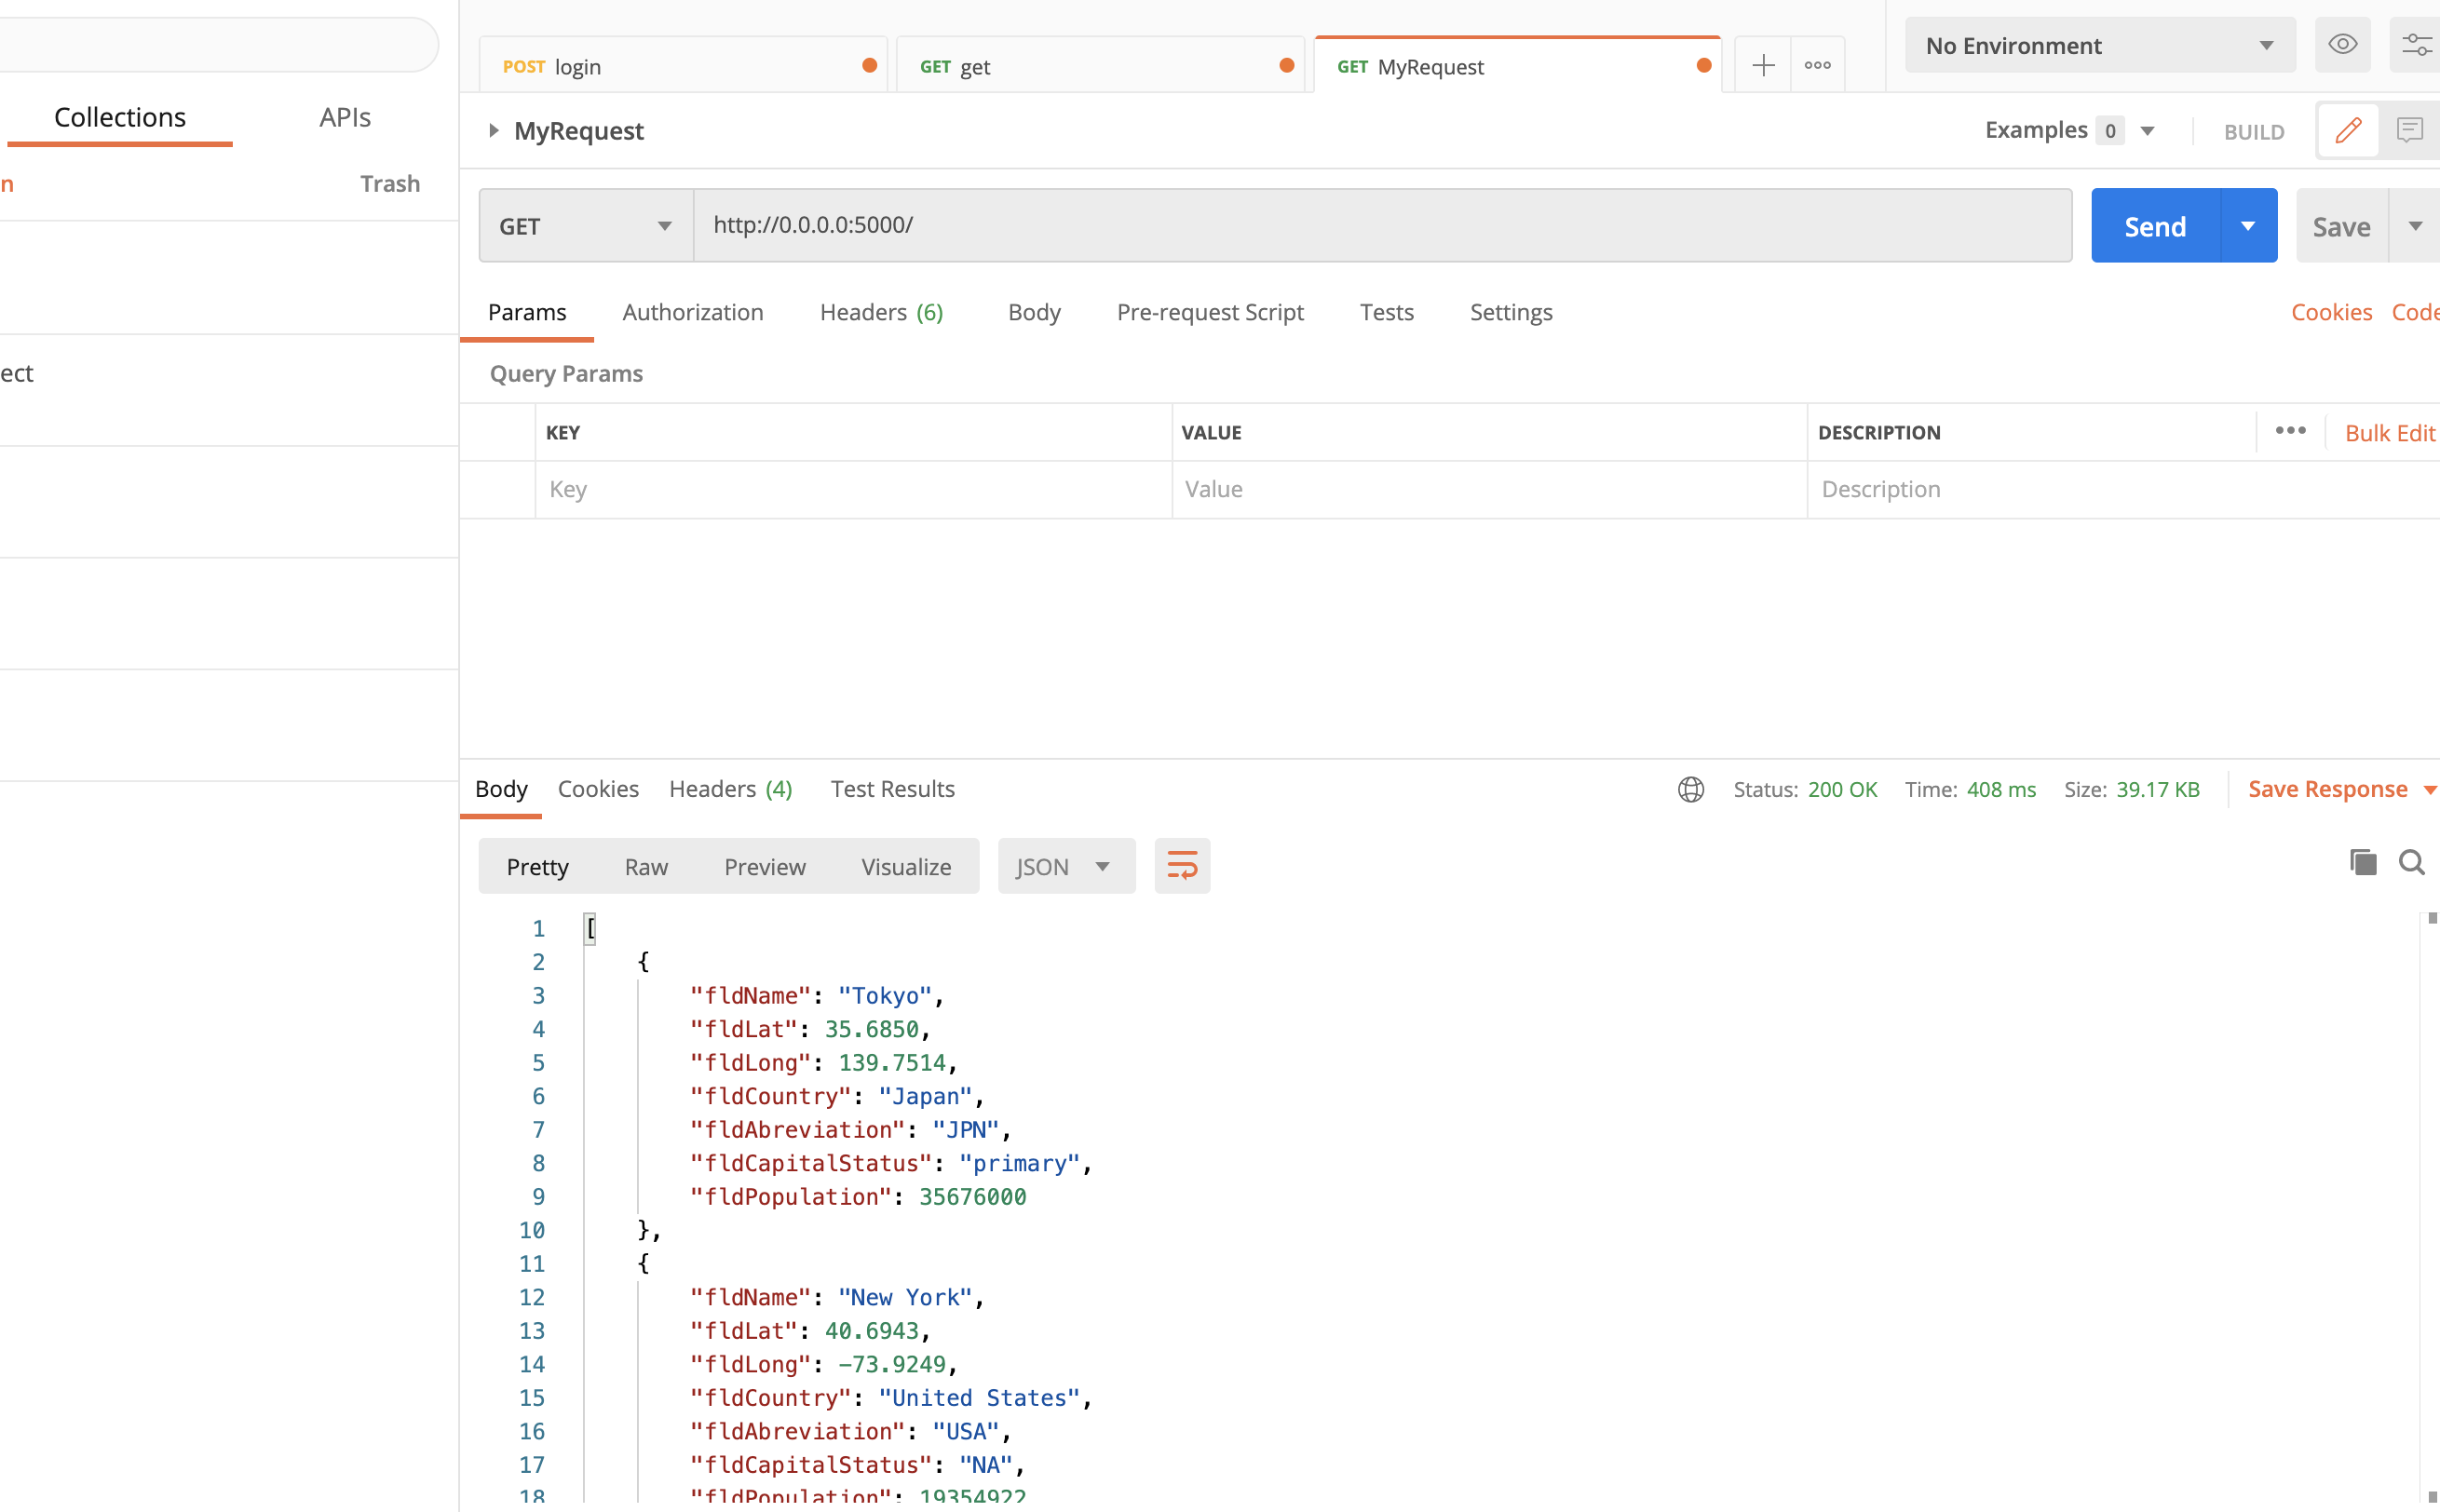 POST login
GET get
GET MyRequest
No Environment
Collections APIs
n Trash
ect
MyRequest
Examples 0
BUILD
GET http://0.0.0.0:5000/ Send Save
Params Authorization Headers (6) Body Pre-request Script Tests Settings Cookies Code
Query Params
KEY VALUE DESCRIPTION Bulk Edit
Key Value Description
Body Cookies Headers (4) Test Results Status: 200 OK Time: 408 ms Size: 39.17 KB Save Response
Pretty Raw Preview Visualize JSON
1 [
2 {
3 "fldName": "Tokyo",
4 "fldLat": 35.6850,
5 "fldLong": 139.7514,
6 "fldCountry": "Japan",
7 "fldAbreviation": "JPN",
8 "fldCapitalStatus": "primary",
9 "fldPopulation": 35676000
10 },
11 {
12 "fldName": "New York",
13 "fldLat": 40.6943,
14 "fldLong": -73.9249,
15 "fldCountry": "United States",
16 "fldAbreviation": "USA",
17 "fldCapitalStatus": "NA",
18 "fldPopulation": 19354922